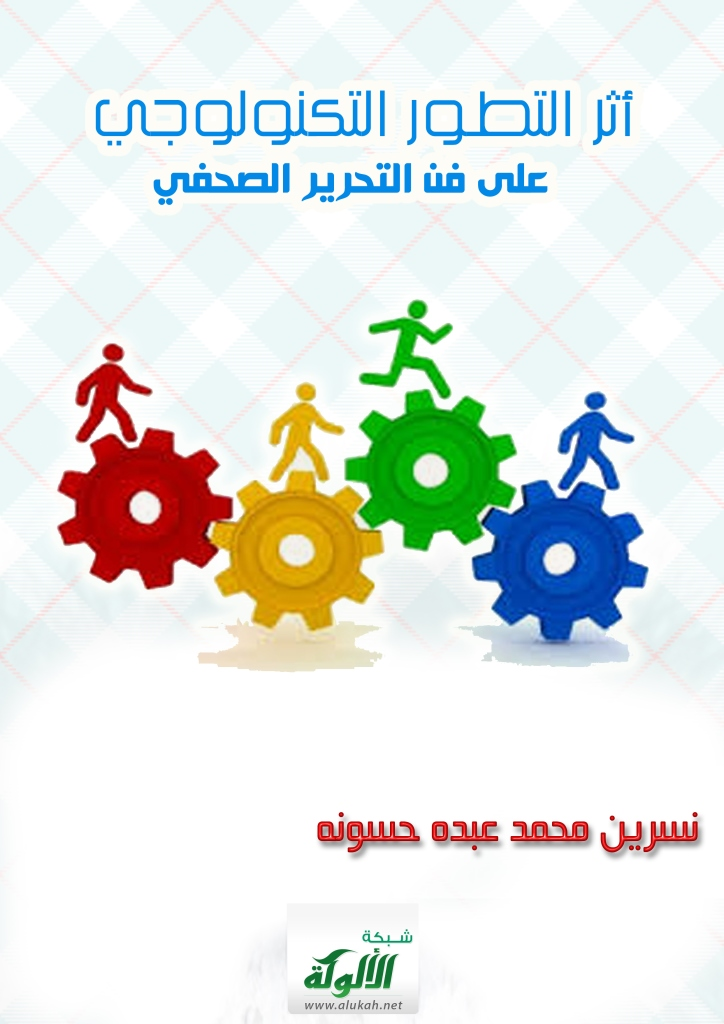 أثر التطور التكنولوجي
على فن التحرير الصحفي
نسرين محمد عبده حسونه
شبكة
الألوكة
www.alukah.net